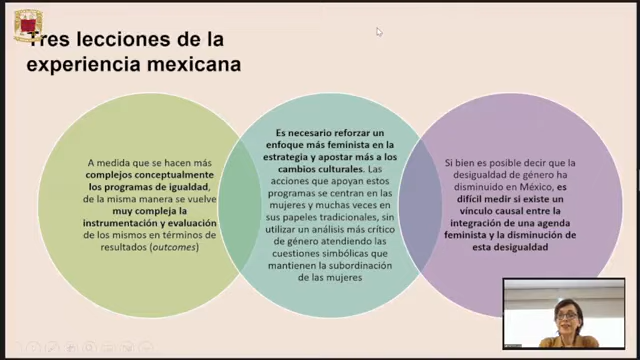 Tres lecciones de la
experiencia mexicana
A medida que se hacen más
complejos conceptualmente
los programas de igualdad,
de la misma manera se vuelve
muy compleja la
instrumentación y evaluación
de los mismos en términos de
resultados (outcomes)
Es necesario reforzar un
enfoque más feminista en la
estrategia y apostar más a los
cambios culturales. Las
acciones que apoyan estos
programas se centran en las
mujeres y muchas veces en
sus papeles tradicionales, sin
utilizar un análisis más crítico
de género atendiendo las
cuestiones simbólicas que
mantienen la subordinación
de las mujeres
Si bien es posible decir que la
desigualdad de género ha
disminuido en México, es
difícil medir si existe un
vínculo causal entre la
integración de una agenda
feminista y la disminución de
esta desigualdad